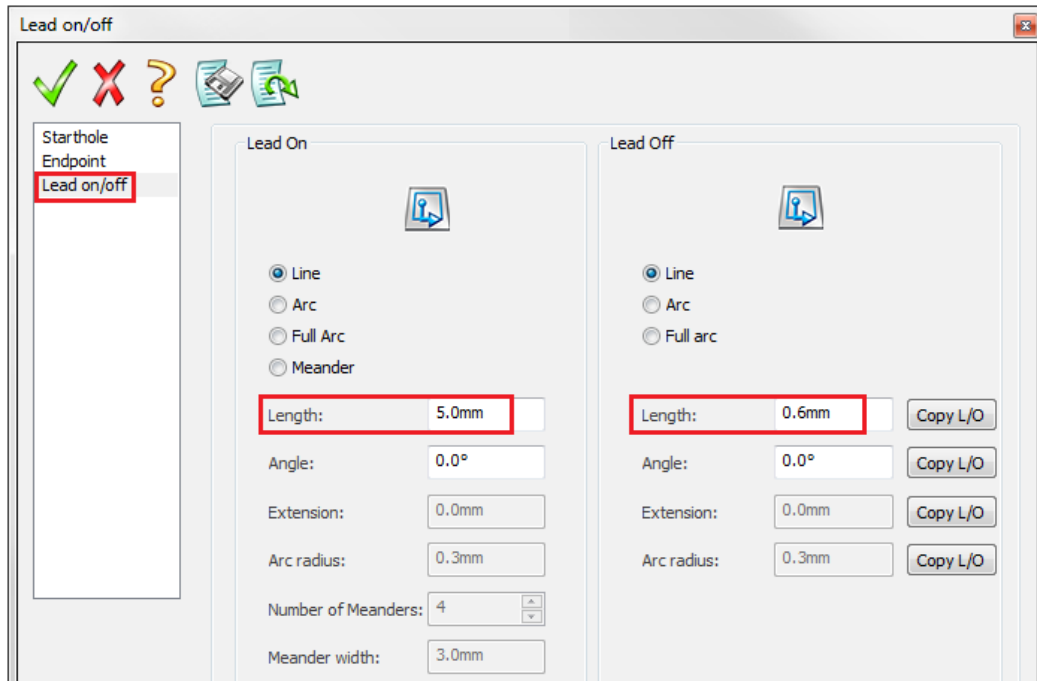 Lead on/off
Starthole
Endpoint
Lead on/off
Lead On
Line
Arc
Full Arc
Meander
Length: 5.0mm
Angle: 0.0°
Extension: 0.0mm
Arc radius: 0.3mm
Number of Meanders: 4
Meander width: 3.0mm
Lead Off
Line
Arc
Full arc
Length: 0.6mm Copy L/O
Angle: 0.0° Copy L/O
Extension: 0.0mm Copy L/O
Arc radius: 0.3mm Copy L/O